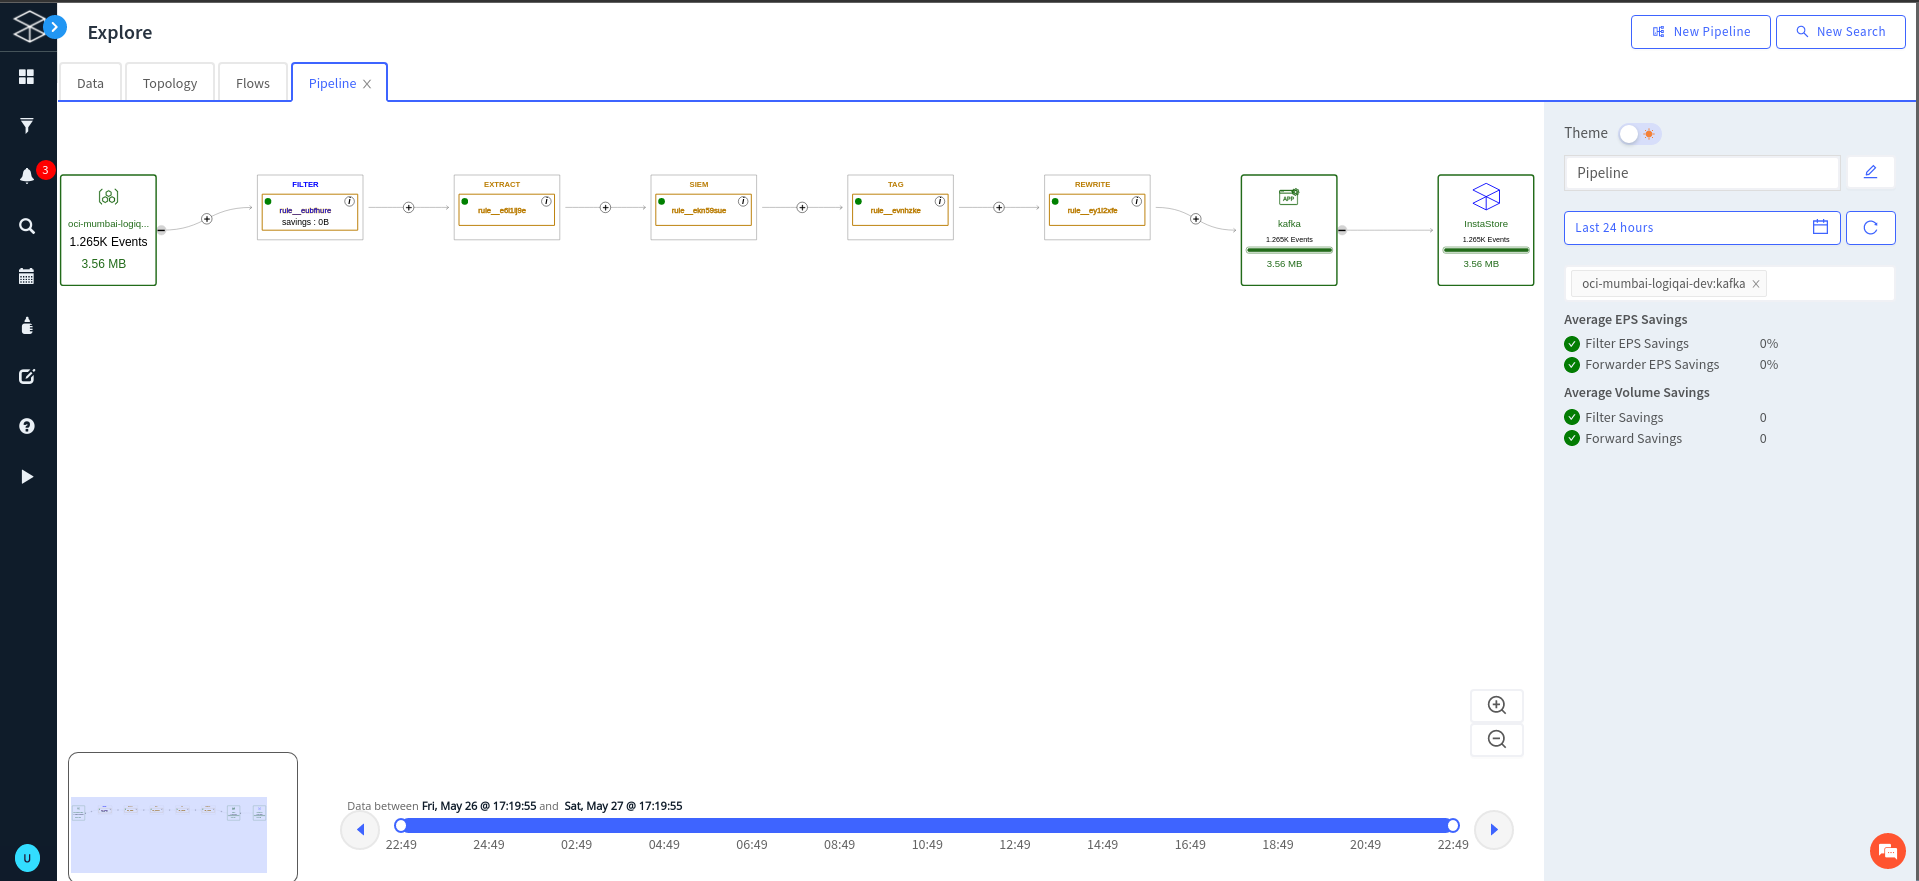 Explore
New Pipeline
New Search
Data
Topology
Flows
Pipeline
3
Theme
Pipeline
Last 24 hours
oci-mumbai-logiqai-dev:kafka
Average EPS Savings
Filter EPS Savings 0%
Forwarder EPS Savings 0%
Average Volume Savings
Filter Savings 0
Forward Savings 0
oci-mumbai-logiq...
1.265K Events
3.56 MB
FILTER
rule__eubfhure
savings : 0B
EXTRACT
SIEM
rule__ekn59sue
TAG
rule__evnhzke
REWRITE
kafka
1.265K Events
3.56 MB
InstaStore
1.265K Events
3.56 MB
Data between Fri, May 26 @ 17:19:55 and Sat, May 27 @ 17:19:55
22:49 24:49 02:49 04:49 06:49 08:49 10:49 12:49 14:49 16:49 18:49 20:49 22:49
U
APP